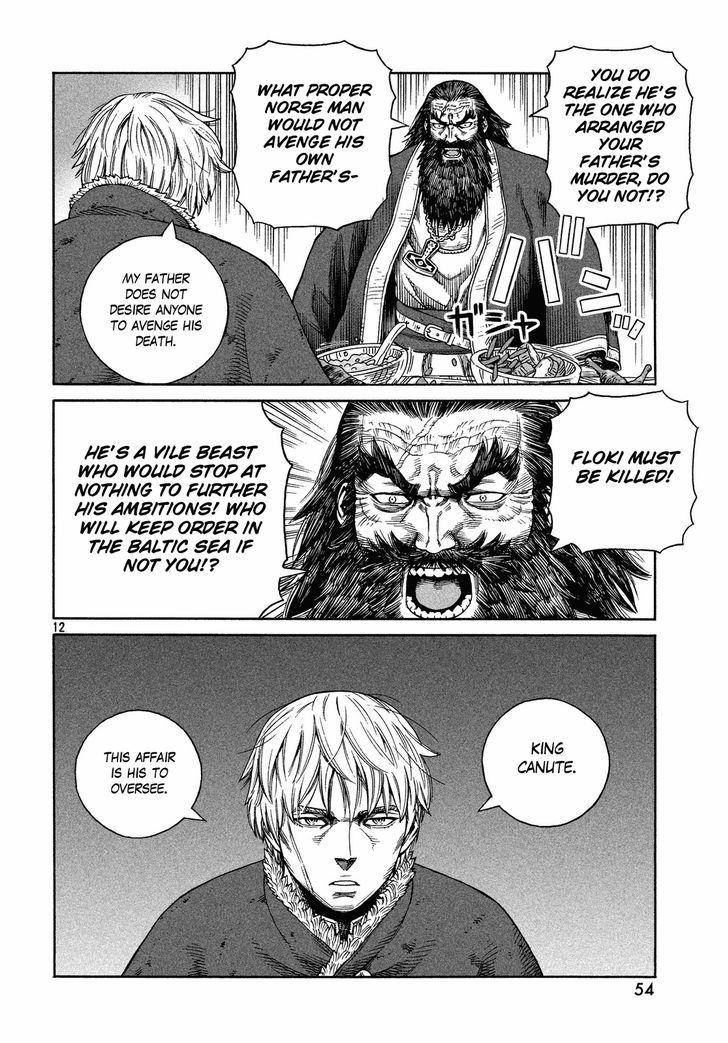 YOU DO
REALIZE HE'S
THE ONE WHO
ARRANGED
YOUR
FATHER'S
MURDER, DO
YOU NOT!?
WHAT PROPER
NORSE MAN
WOULD NOT
AVENGE HIS
OWN
FATHER'S-
ガシャ
MY FATHER
DOES NOT
DESIRE ANYONE
TO AVENGE HIS
DEATH.
FLOKI MUST
BE KILLED!
HE'S A VILE BEAST
WHO WOULD STOP AT
NOTHING TO FURTHER
HIS AMBITIONS! WHO
WILL KEEP ORDER IN
THE BALTIC SEA IF
NOT YOU!?
12
KING
CANUTE.
THIS AFFAIR
IS HIS TO
OVERSEE.
54